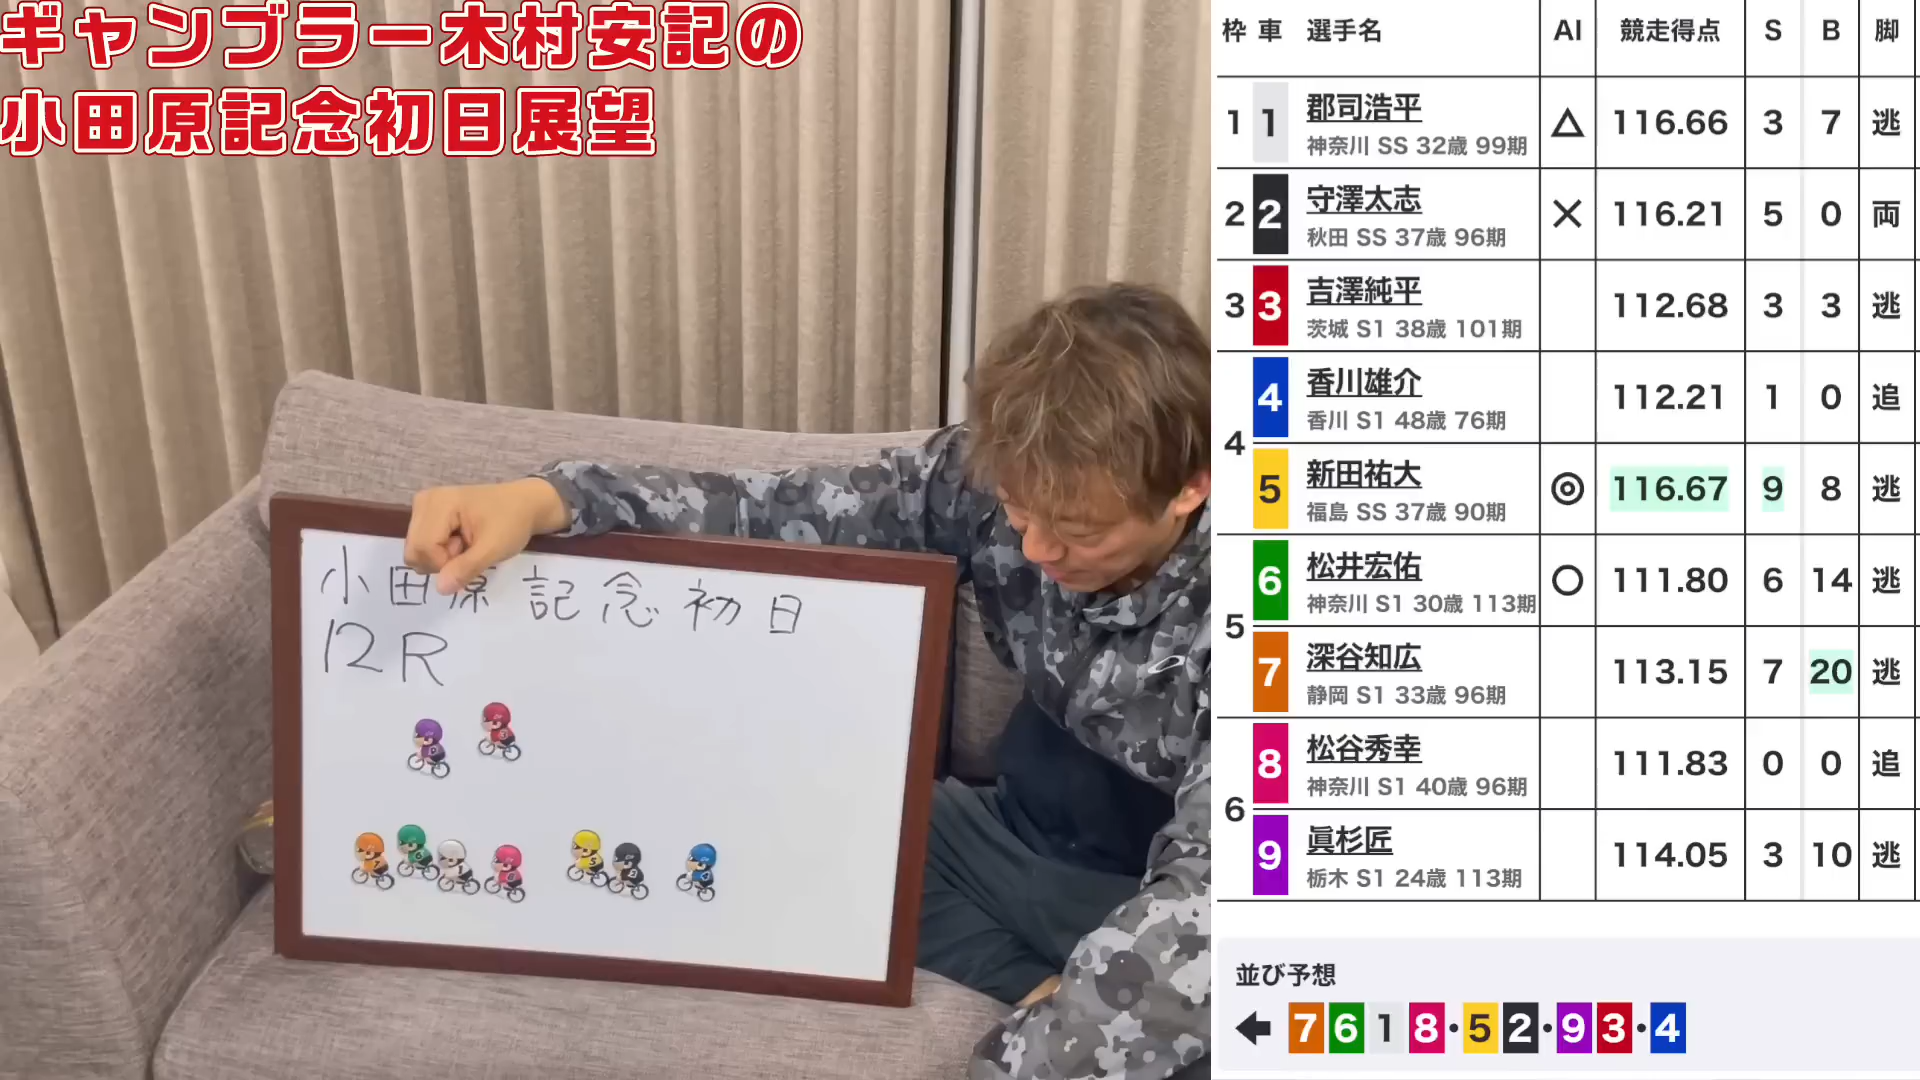 ギャンブラー木村安記の
小田原記念初日展望
小田原記念初日
12R
枠 車 選手名 AI 競走得点 S B 脚
1 1 郡司浩平 △ 116.66 3 7 逃
神奈川 SS 32歳 99期
2 2 守澤太志 × 116.21 5 0 両
秋田 SS 37歳 96期
3 3 吉澤純平 112.68 3 3 逃
茨城 S1 38歳 101期
4 4 香川雄介 112.21 1 0 追
香川 S1 48歳 76期
5 新田祐大 ◎ 116.67 9 8 逃
福島 SS 37歳 90期
5 6 松井宏佑 ○ 111.80 6 14 逃
神奈川 S1 30歳 113期
7 深谷知広 113.15 7 20 逃
静岡 S1 33歳 96期
6 8 松谷秀幸 111.83 0 0 追
神奈川 S1 40歳 96期
9 眞杉匠 114.05 3 10 逃
栃木 S1 24歳 113期
並び予想
← 7 6 1 8・5 2・9 3・4